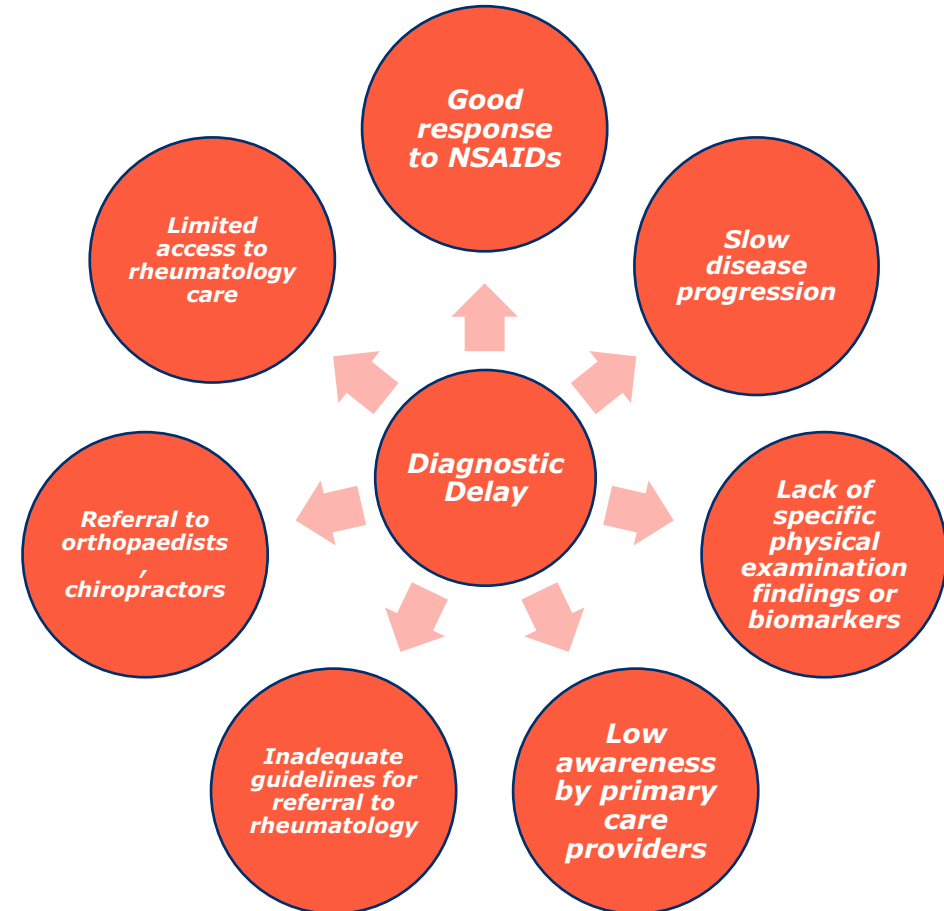 Good
response
to NSAIDs
Slow
disease
progression
Lack of
specific
physical
examination
findings or
biomarkers
Low
awareness
by primary
care
providers
Inadequate
guidelines for
referral to
rheumatology
Referral to
orthopaedists
,
chiropractors
Limited
access to
rheumatology
care
Diagnostic
Delay